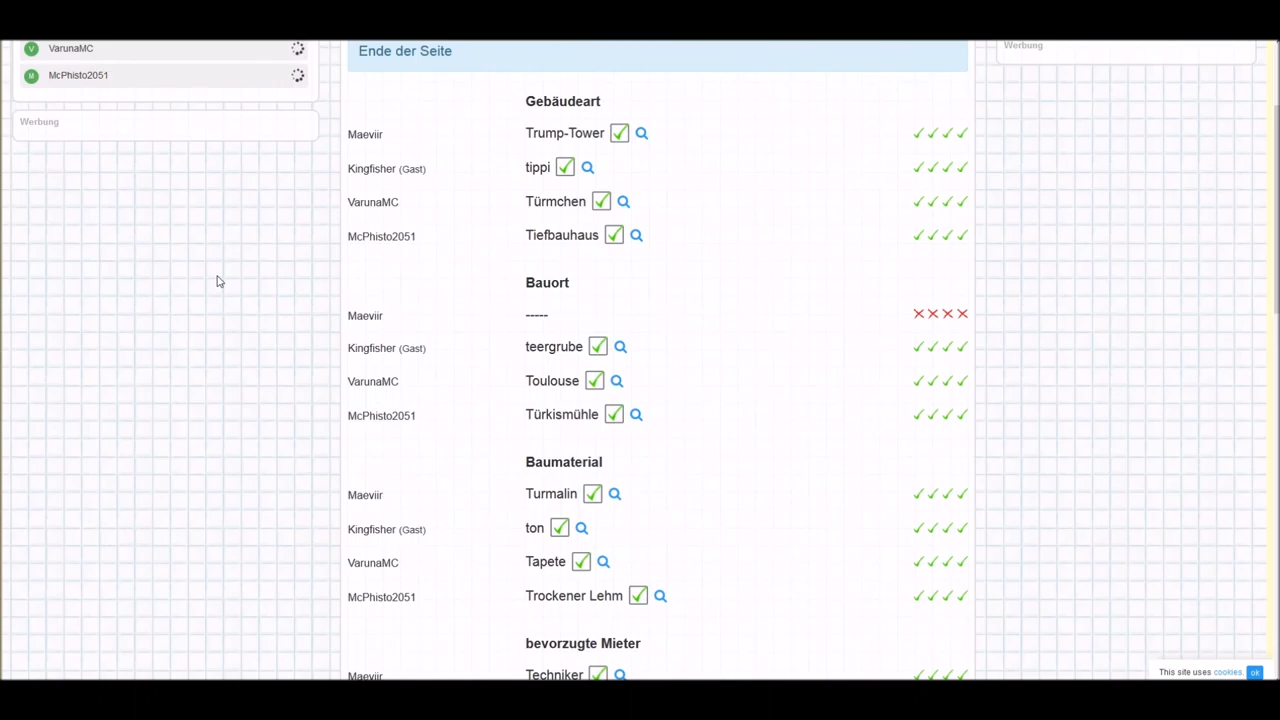 V VarunaMC
M McPhisto2051
Werbung
Ende der Seite
Werbung
Gebäudeart
Maeviir Trump-Tower
Kingfisher (Gast) tippi
VarunaMC Türmchen
McPhisto2051 Tiefbauhaus
Bauort
Maeviir -----
Kingfisher (Gast) teergrube
VarunaMC Toulouse
McPhisto2051 Türkismühle
Baumaterial
Maeviir Turmalin
Kingfisher (Gast) ton
VarunaMC Tapete
McPhisto2051 Trockener Lehm
bevorzugte Mieter
Maeviir Techniker
This site uses cookies. ok